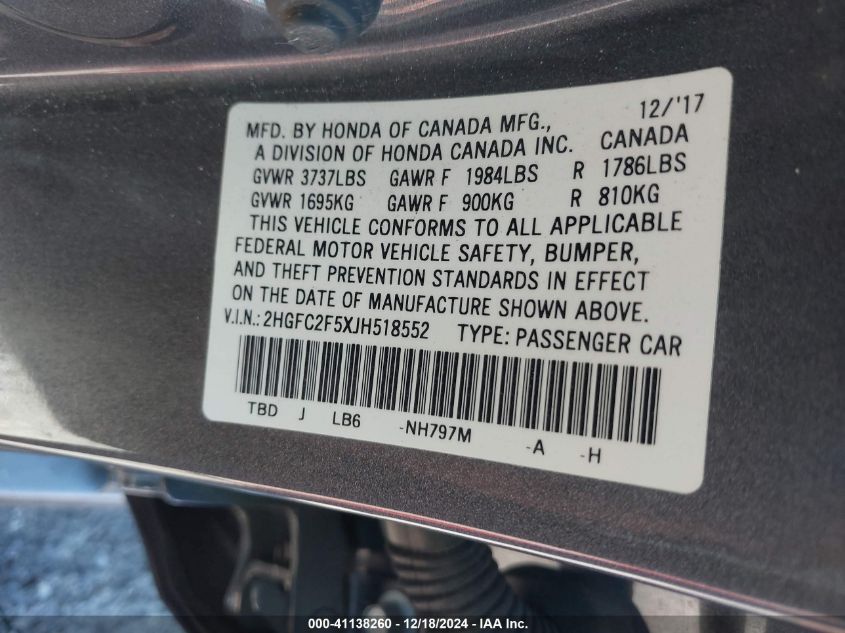 12/'17
MFD. BY HONDA OF CANADA MFG.,
A DIVISION OF HONDA CANADA INC. CANADA
GVWR 3737LBS GAWR F 1984LBS R 1786LBS
GVWR 1695KG GAWR F 900KG R 810KG
THIS VEHICLE CONFORMS TO ALL APPLICABLE
FEDERAL MOTOR VEHICLE SAFETY, BUMPER,
AND THEFT PREVENTION STANDARDS IN EFFECT
ON THE DATE OF MANUFACTURE SHOWN ABOVE.
V.I.N.: 2HGFC2F5XJH518552 TYPE: PASSENGER CAR
TBD J LB6 -NH797M -A -H
000-41138260 - 12/18/2024 - IAA Inc.